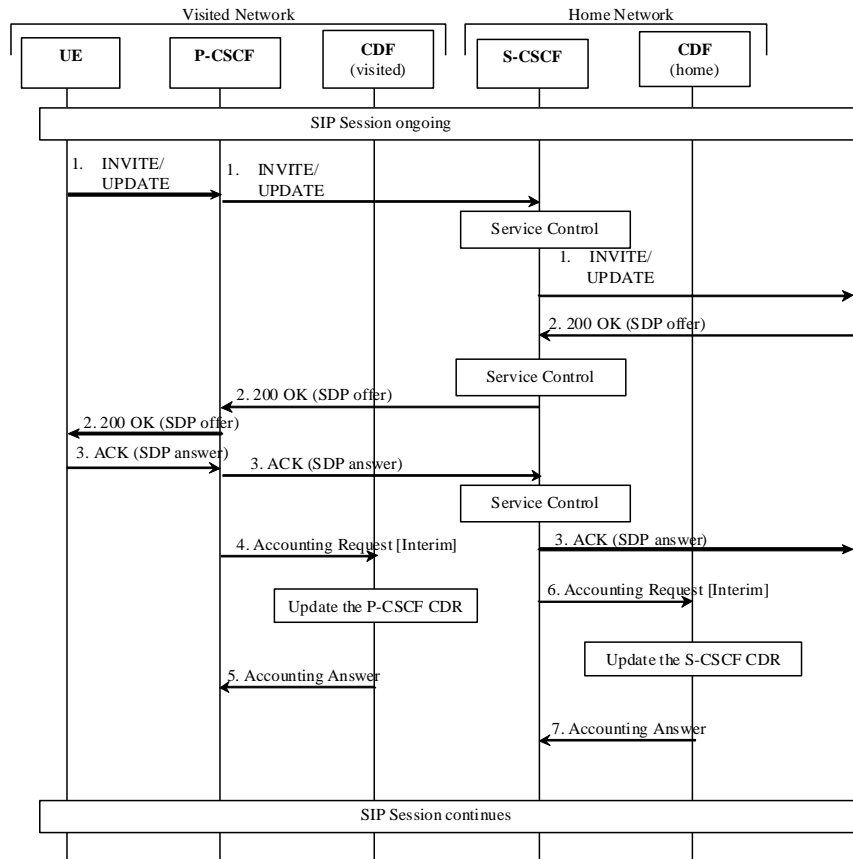 Visited Network
Home Network
UE
P-CSCF
CDF
(visited)
S-CSCF
CDF
(home)
SIP Session ongoing
1. INVITE/
UPDATE
1. INVITE/
UPDATE
Service Control
1. INVITE/
UPDATE
2. 200 OK (SDP offer)
Service Control
2. 200 OK (SDP offer)
2. 200 OK (SDP offer)
3. ACK (SDP answer)
3. ACK (SDP answer)
Service Control
4. Accounting Request [Interim]
3. ACK (SDP answer)
6. Accounting Request [Interim]
Update the P-CSCF CDR
Update the S-CSCF CDR
5. Accounting Answer
7. Accounting Answer
SIP Session continues